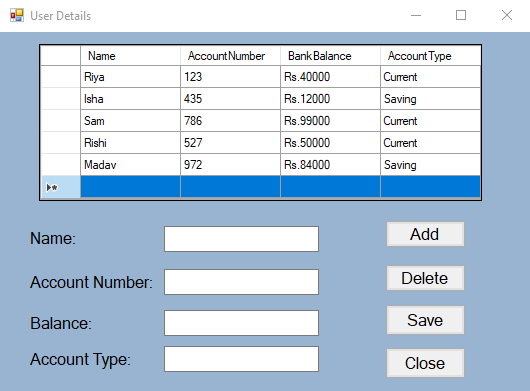 User Details
Name AccountNumber BankBalance AccountType
Riya 123 Rs.40000 Current
Isha 435 Rs.12000 Saving
Sam 786 Rs.99000 Current
Rishi 527 Rs.50000 Current
Madav 972 Rs.84000 Saving
Name: Add
Account Number: Delete
Balance: Save
Account Type: Close